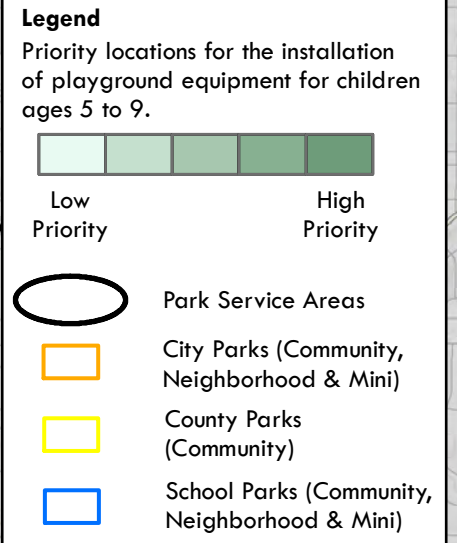 Legend
Priority locations for the installation
of playground equipment for children
ages 5 to 9.
Low
Priority
High
Priority
Park Service Areas
City Parks (Community,
Neighborhood & Mini)
County Parks
(Community)
School Parks (Community,
Neighborhood & Mini)